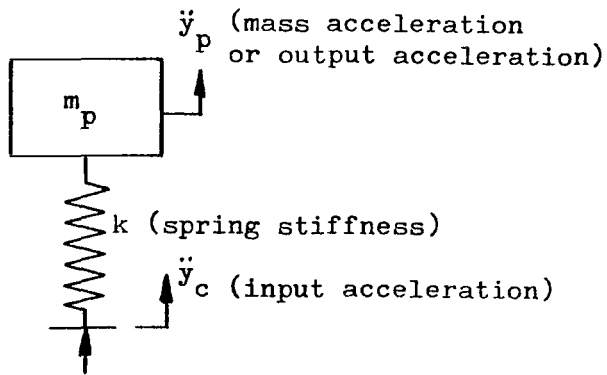 ÿp (mass acceleration
or output acceleration)
mp
k (spring stiffness)
ÿc (input acceleration)